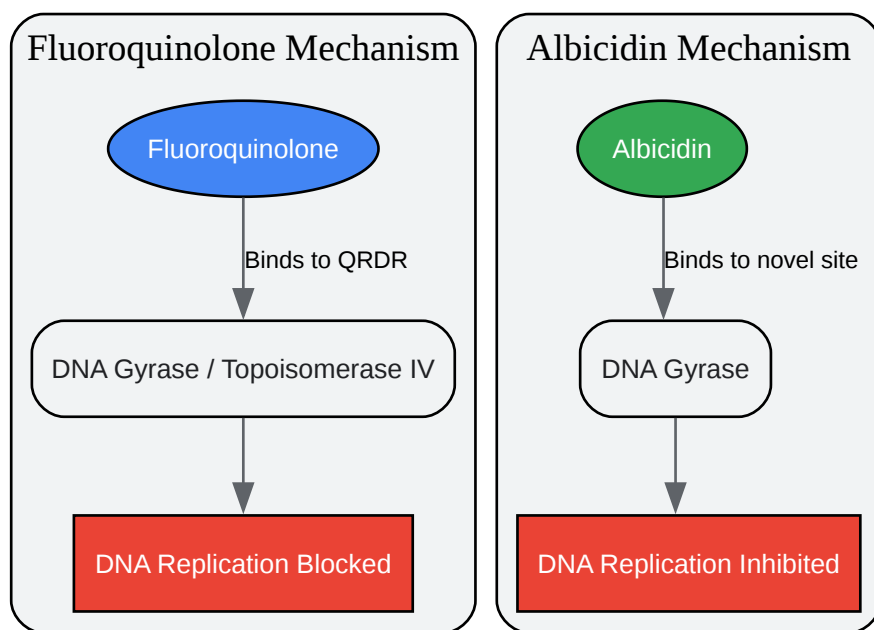 Fluoroquinolone Mechanism
Fluoroquinolone
Binds to QRDR
DNA Gyrase / Topoisomerase IV
DNA Replication Blocked
Albicidin Mechanism
Albicidin
Binds to novel site
DNA Gyrase
DNA Replication Inhibited